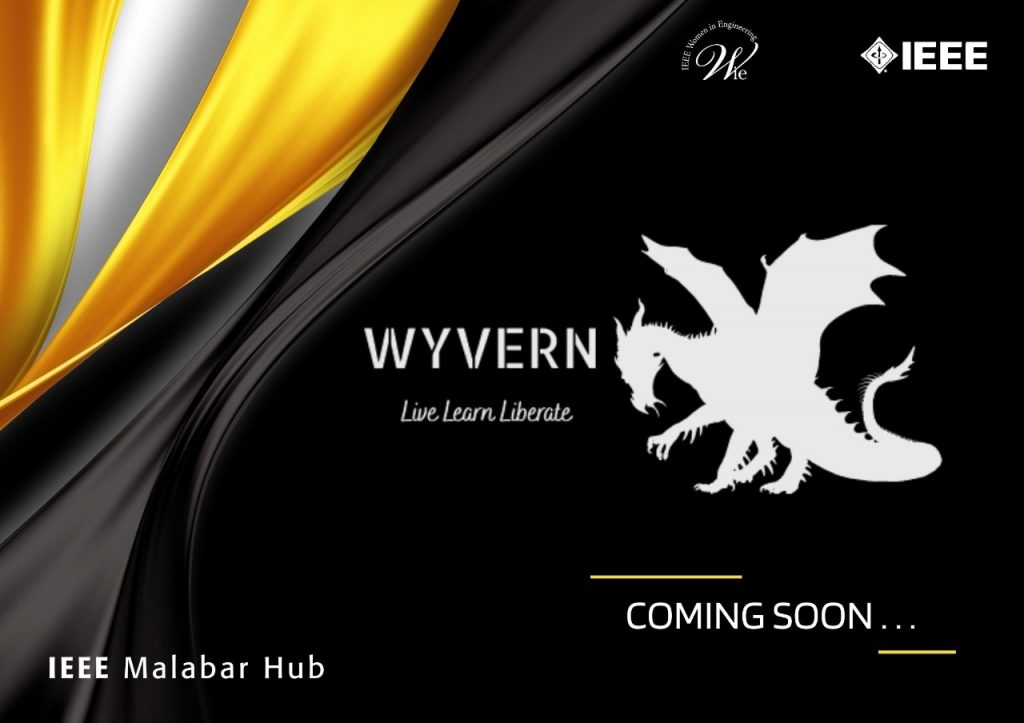 IEEE Women in Engineering
Wie
IEEE
WYVERN
Live Learn Liberate
COMING SOON...
IEEE Malabar Hub